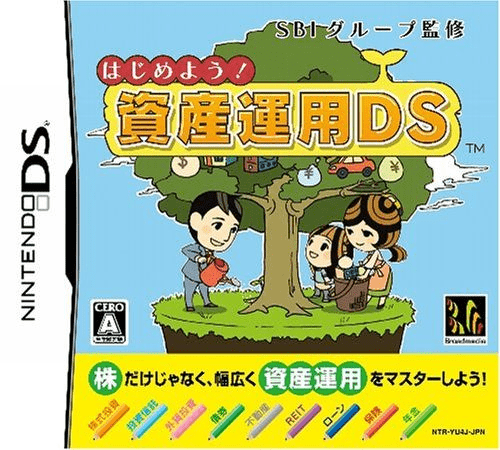 SBIグループ監修
はじめよう!
資産運用DS
TM
NINTENDO DS
CERO
A
Brandmedia
株だけじゃなく、幅広く資産運用をマスターしよう!
株式投資 投資信託 外貨投資 債券 不動産 REIT ローン 保険 年金
NTR-YU4J-JPN